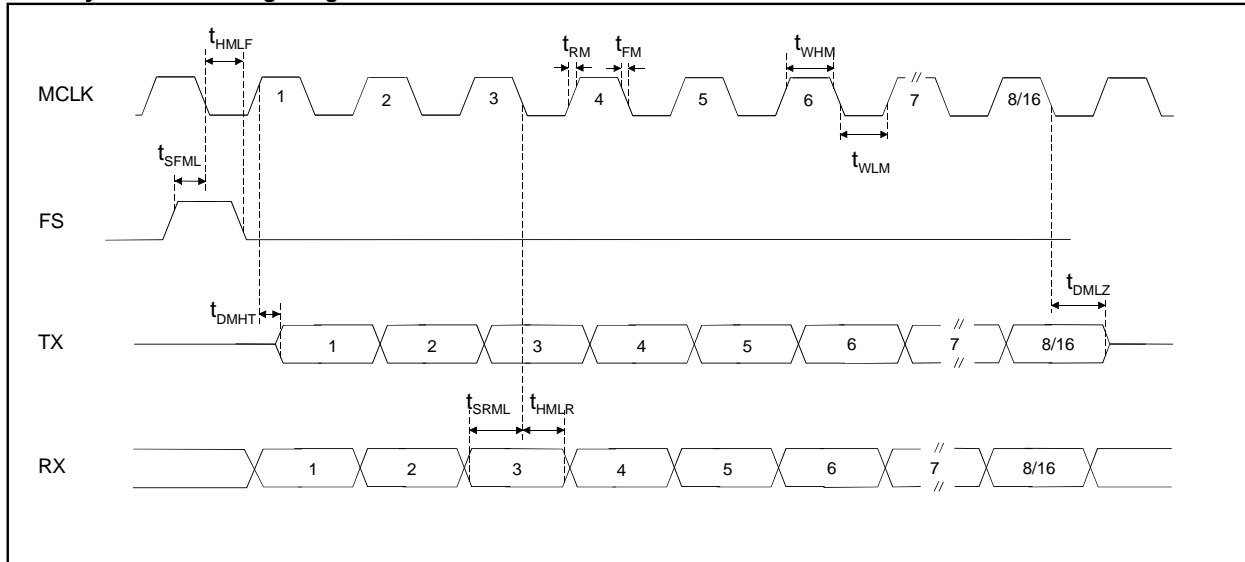 tHMLF tRM tFM tWHM
MCLK 1 2 3 4 5 6 // 7 8/16
tSFML tWLM
FS
tDMHT tDMLZ
TX 1 2 3 4 5 6 // 7 // 8/16
tSRML tHMLR
RX 1 2 3 4 5 6 // 7 // 8/16